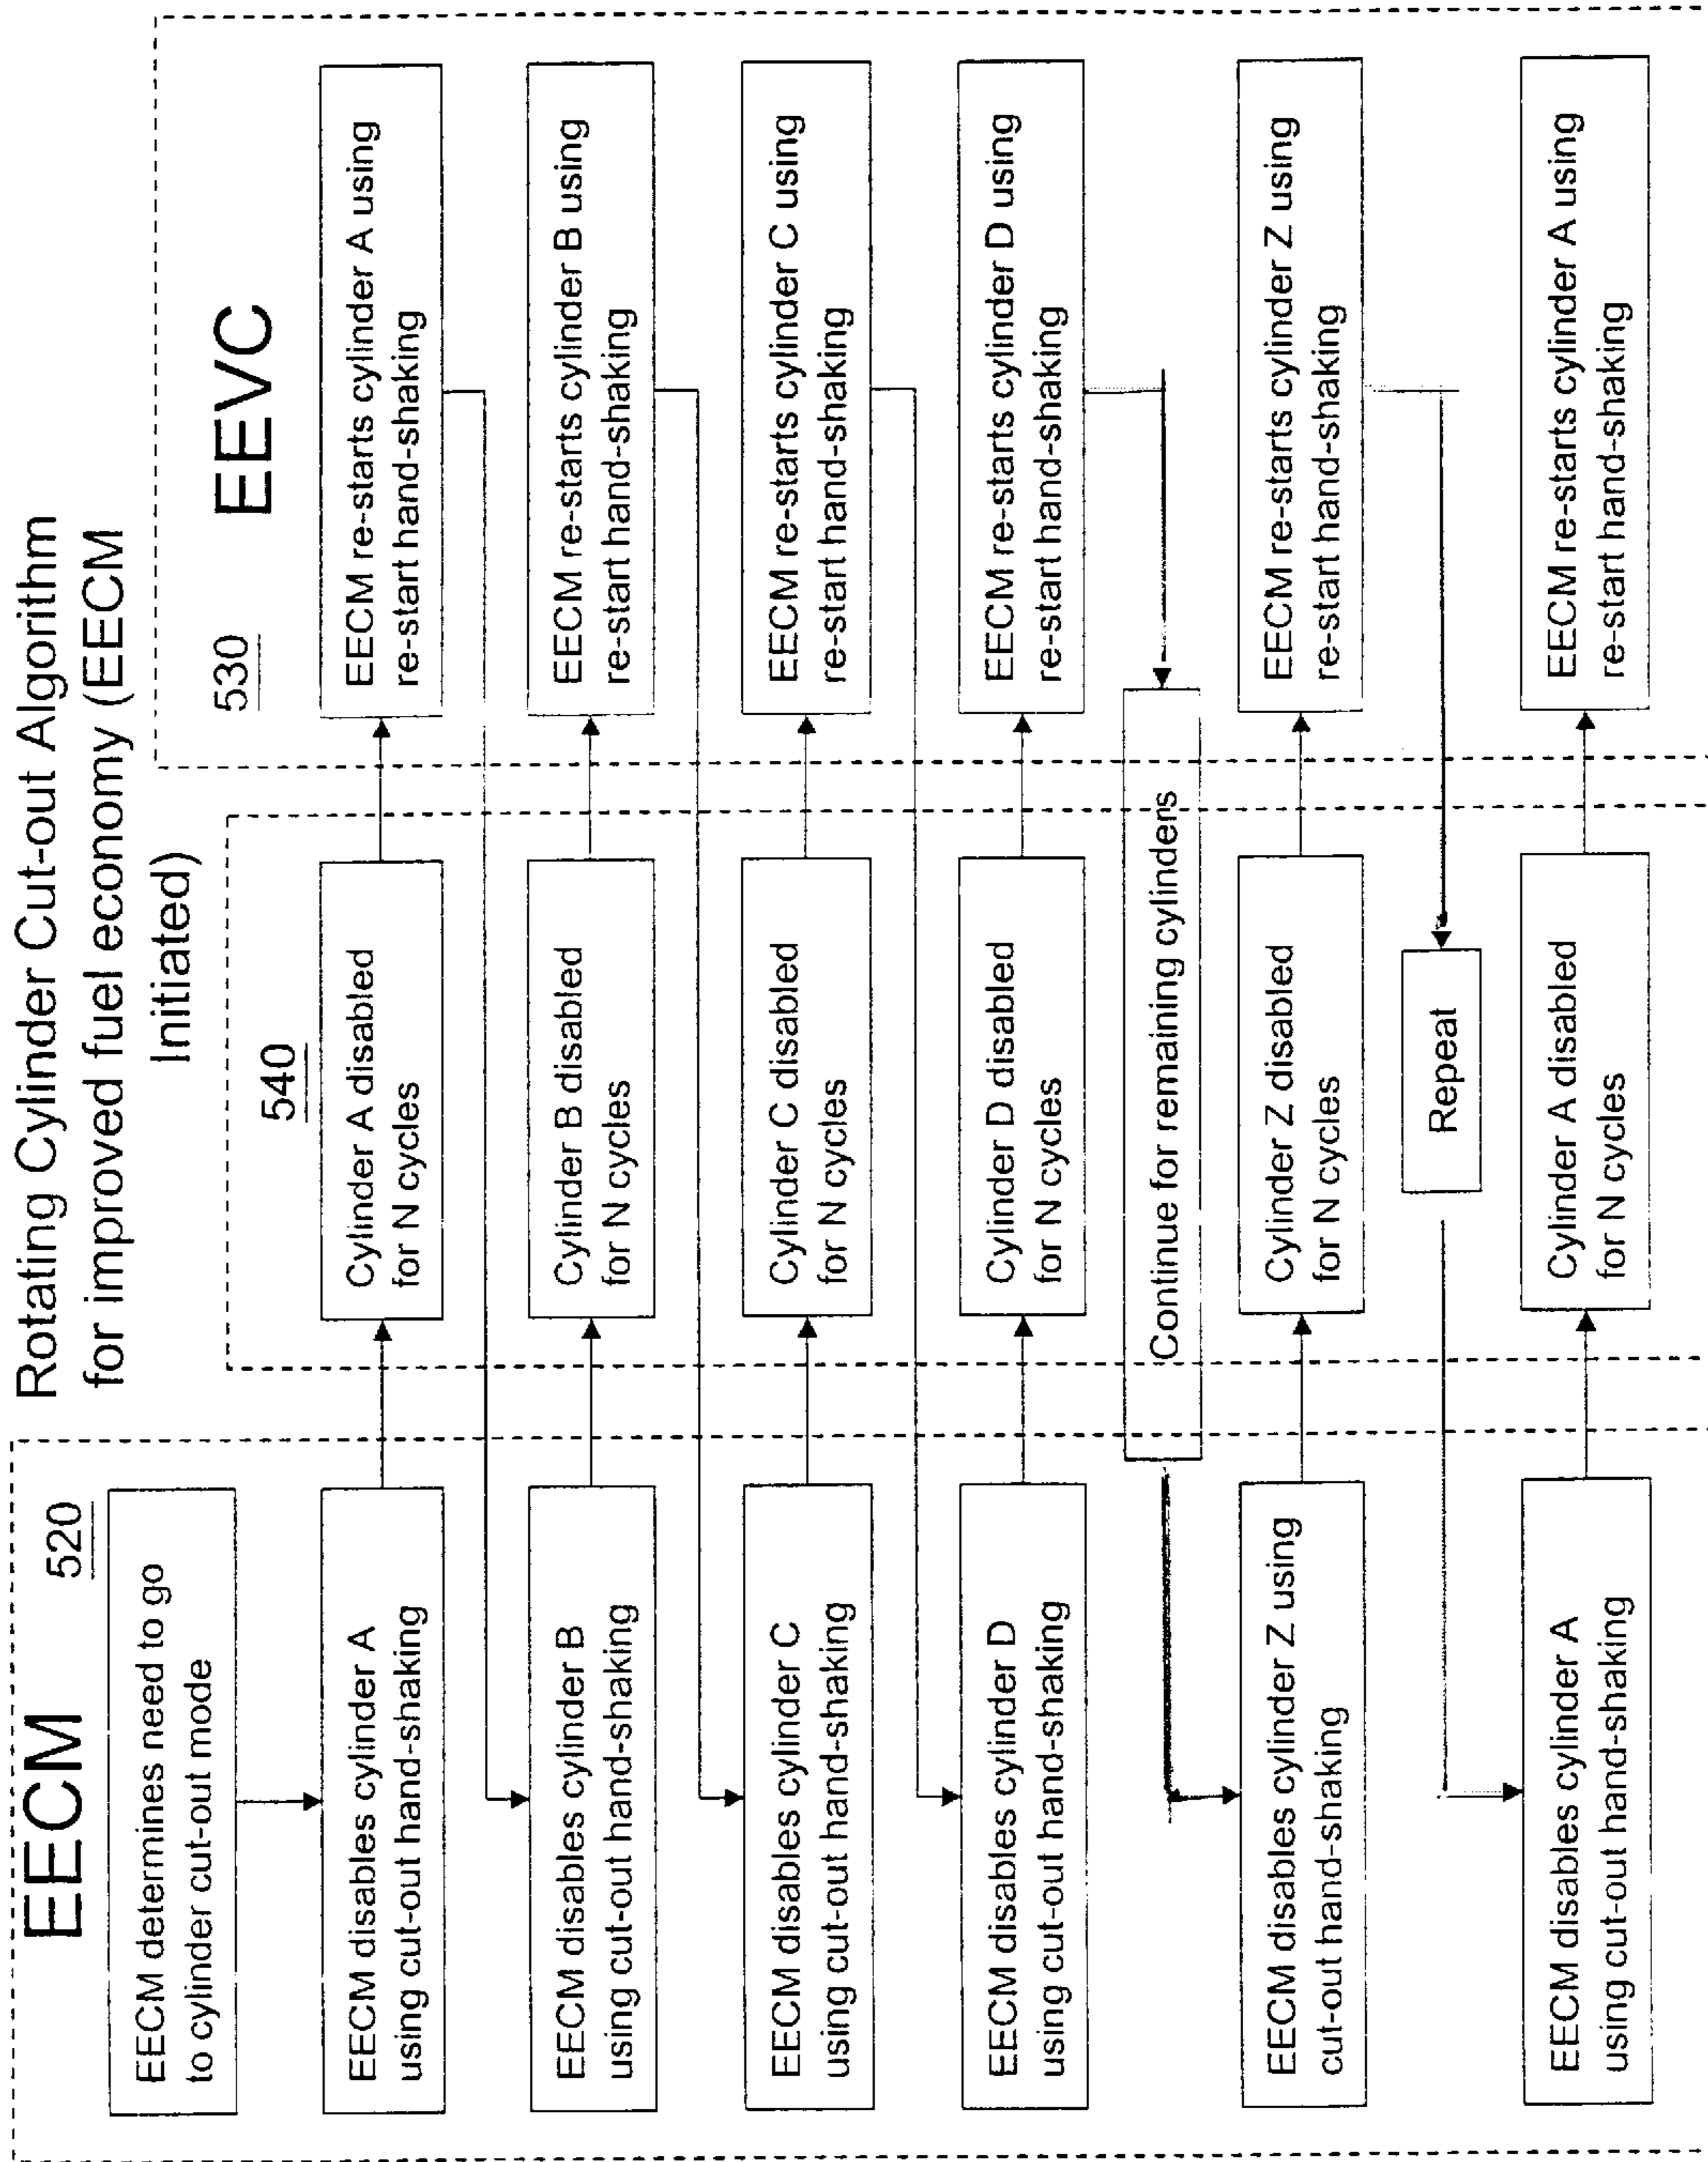 Rotating Cylinder Cut-out Algorithm
for improved fuel economy (EECM
Initiated)
EECM
520
540
530
EEVC
EECM determines need to go
to cylinder cut-out mode
EECM disables cylinder A
using cut-out hand-shaking
Cylinder A disabled
for N cycles
EECM re-starts cylinder A using
re-start hand-shaking
EECM disables cylinder B
using cut-out hand-shaking
Cylinder B disabled
for N cycles
EECM re-starts cylinder B using
re-start hand-shaking
EECM disables cylinder C
using cut-out hand-shaking
Cylinder C disabled
for N cycles
EECM re-starts cylinder C using
re-start hand-shaking
EECM disables cylinder D
using cut-out hand-shaking
Cylinder D disabled
for N cycles
EECM re-starts cylinder D using
re-start hand-shaking
Continue for remaining cylinders
EECM disables cylinder Z using
cut-out hand-shaking
Cylinder Z disabled
for N cycles
EECM re-starts cylinder Z using
re-start hand-shaking
Repeat
EECM disables cylinder A
using cut-out hand-shaking
Cylinder A disabled
for N cycles
EECM re-starts cylinder A using
re-start hand-shaking